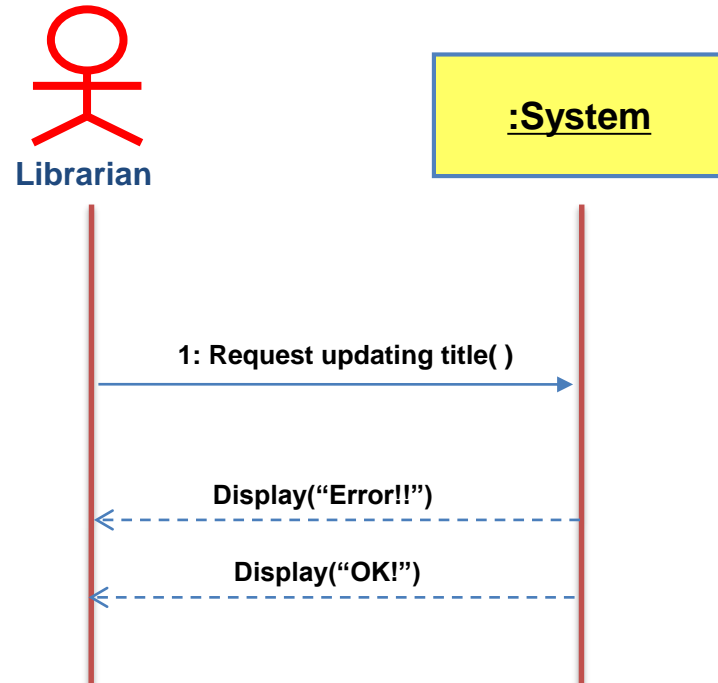 :System
Librarian
1: Request updating title( )
Display(“Error!!”)
Display(“OK!”)